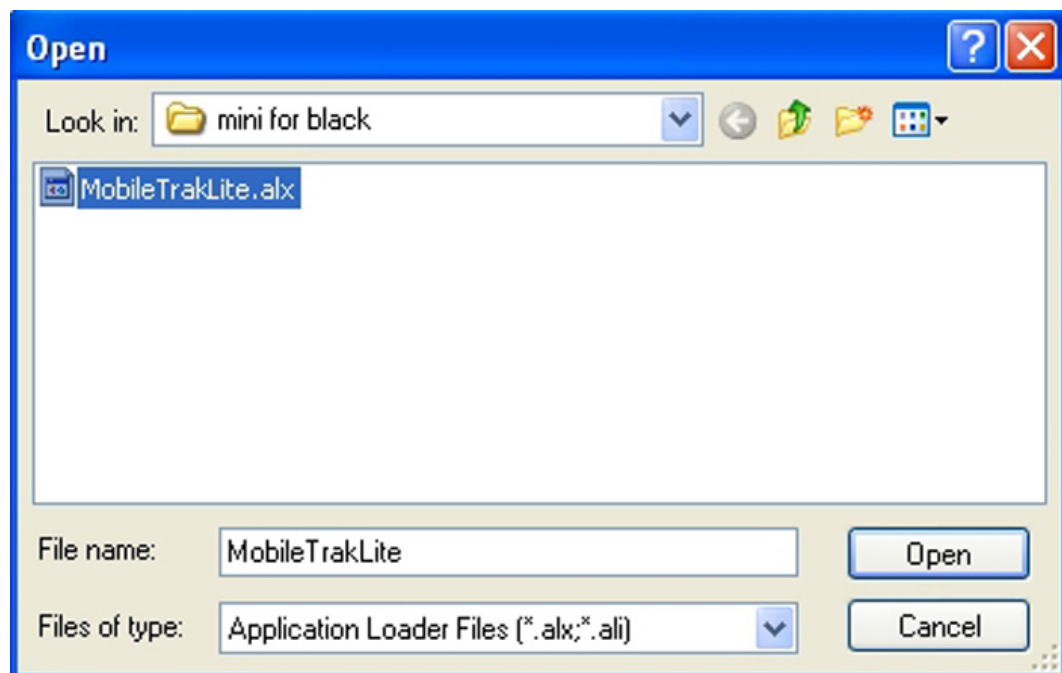 Open
Look in: mini for black
MobileTrakLite.alx
File name: MobileTrakLite Open
Files of type: Application Loader Files (*.alx;*.ali) Cancel